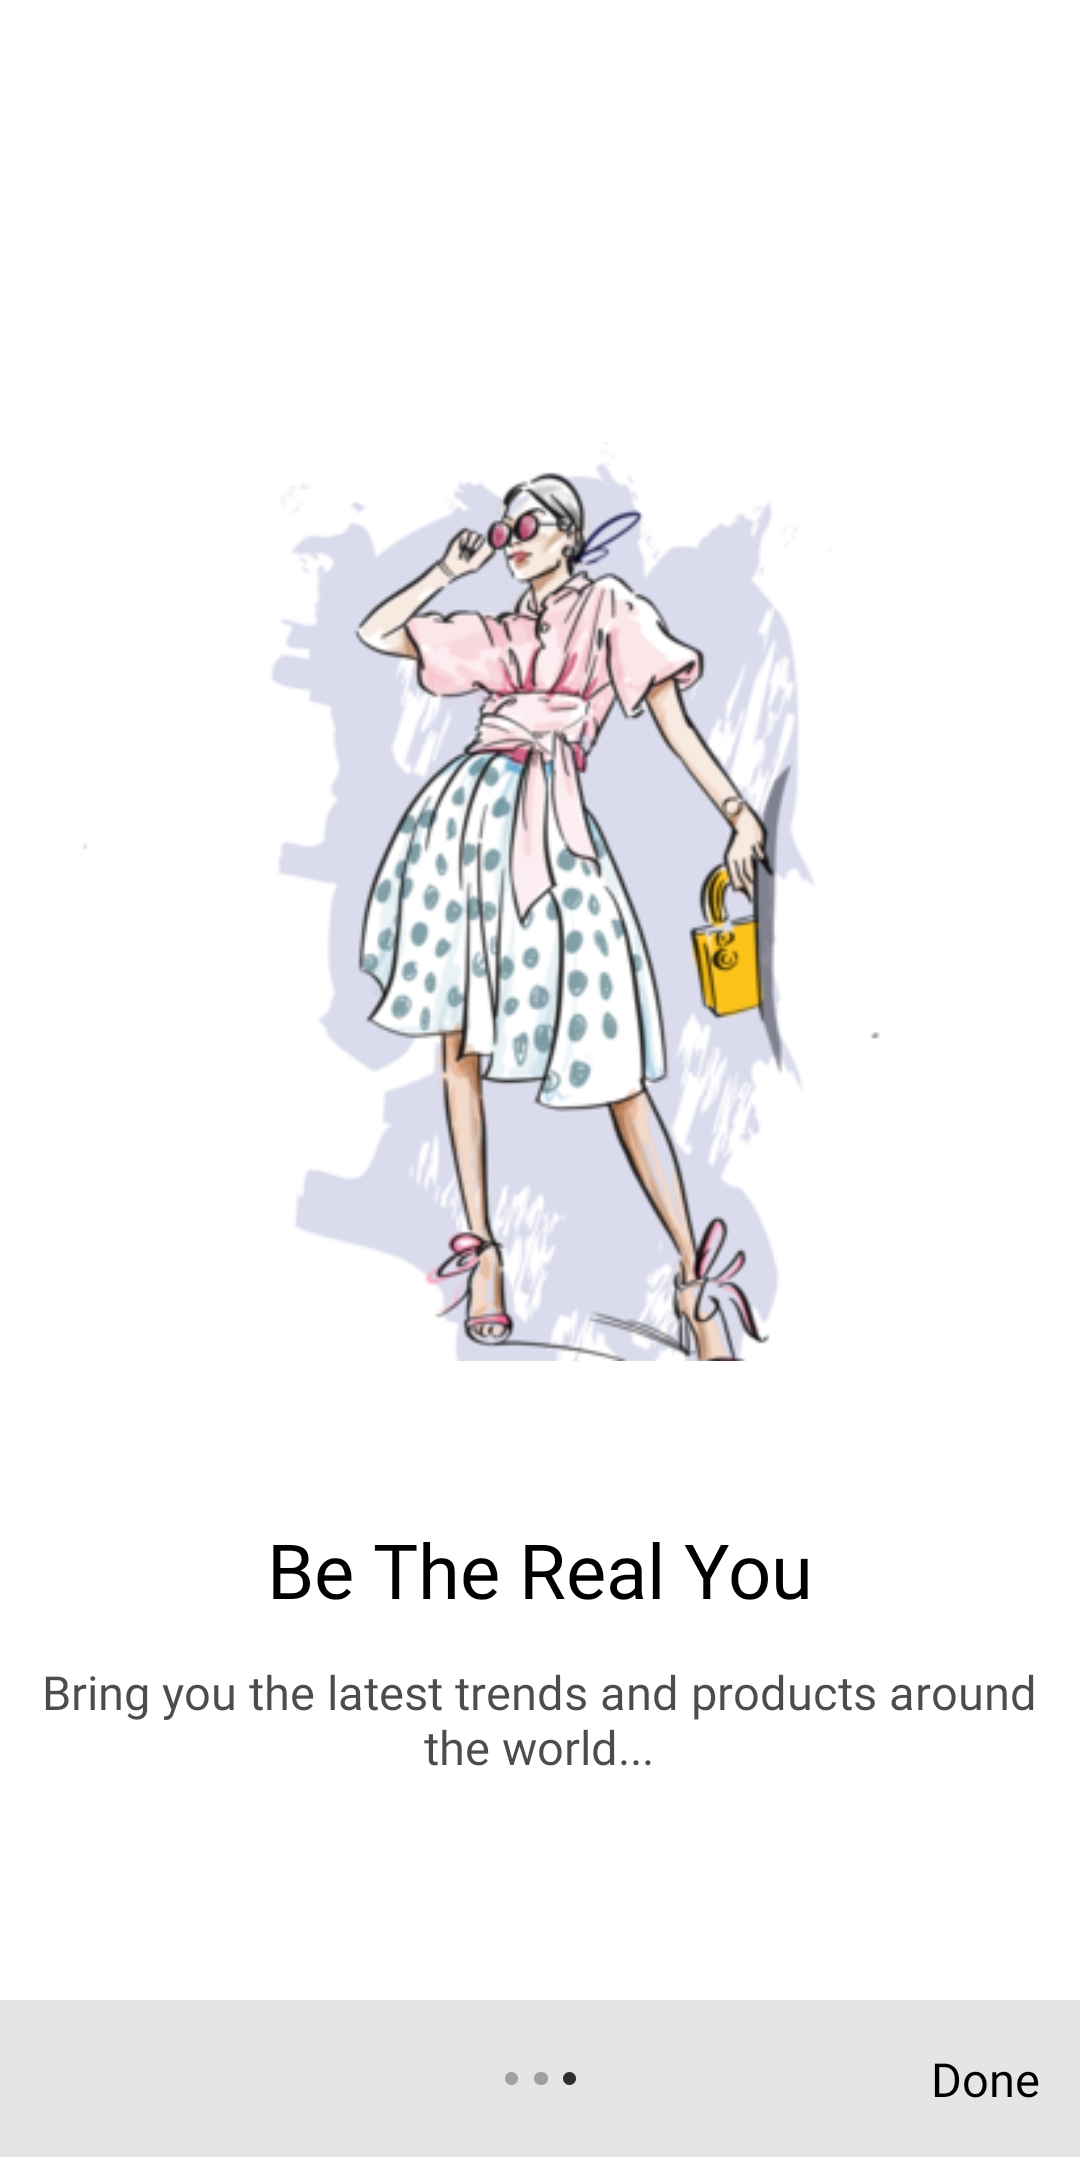 Be The Real You
Bring you the latest trends and products around
the world...
Done